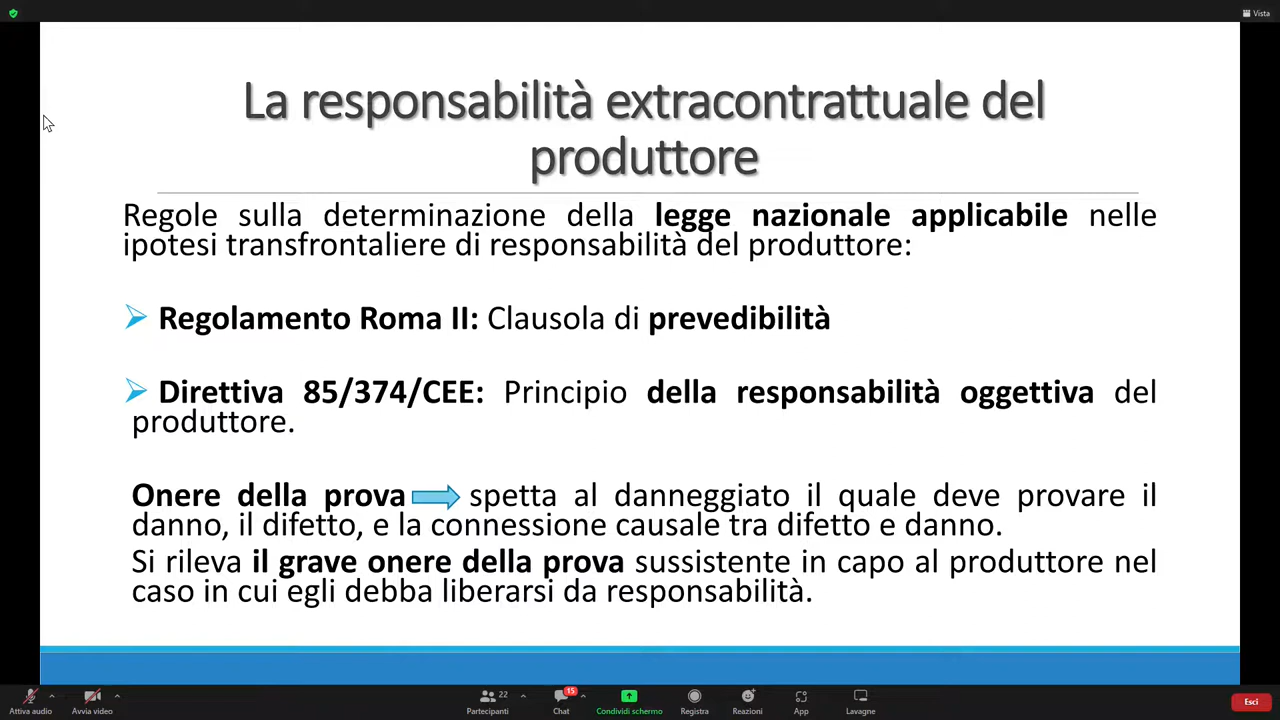 Vista
La responsabilità extracontrattuale del
produttore
Regole sulla determinazione della legge nazionale applicabile nelle
ipotesi transfrontaliere di responsabilità del produttore:
Regolamento Roma II: Clausola di prevedibilità
Direttiva 85/374/CEE: Principio della responsabilità oggettiva del
produttore.
Onere della prova spetta al danneggiato il quale deve provare il
danno, il difetto, e la connessione causale tra difetto e danno.
Si rileva il grave onere della prova sussistente in capo al produttore nel
caso in cui egli debba liberarsi da responsabilità.
22
15
Attiva audio Avvia video Partecipanti Chat Condividi schermo Registra Reazioni App Lavagne Esci